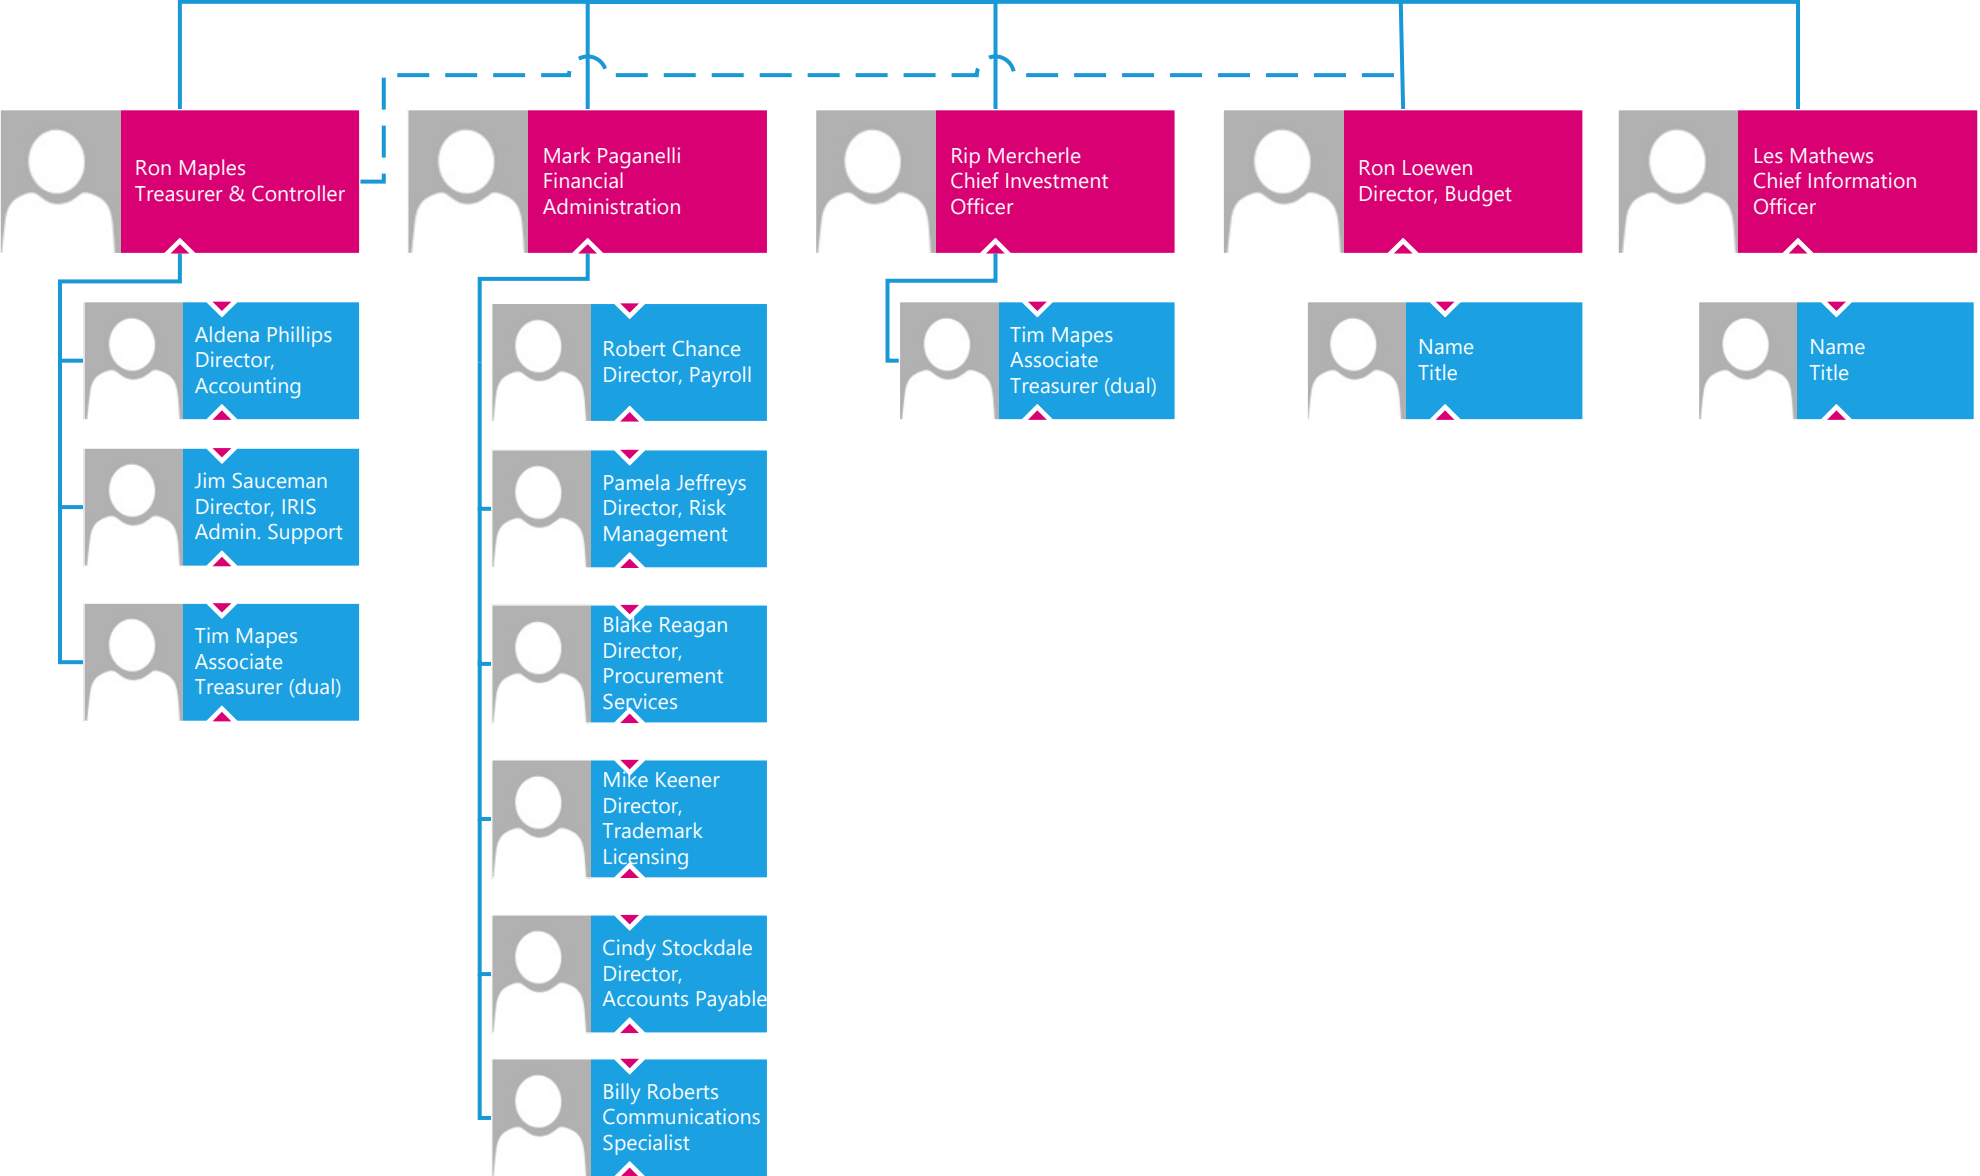 Ron Maples
Treasurer & Controller
Mark Paganelli
Financial
Administration
Rip Mercherle
Chief Investment
Officer
Ron Loewen
Director, Budget
Les Mathews
Chief Information
Officer
Aldena Phillips
Director,
Accounting
Jim Sauceman
Director, IRIS
Admin. Support
Tim Mapes
Associate
Treasurer (dual)
Robert Chance
Director, Payroll
Pamela Jeffreys
Director, Risk
Management
Blake Reagan
Director,
Procurement
Services
Mike Keener
Director,
Trademark
Licensing
Cindy Stockdale
Director,
Accounts Payable
Billy Roberts
Communications
Specialist
Tim Mapes
Associate
Treasurer (dual)
Name
Title
Name
Title